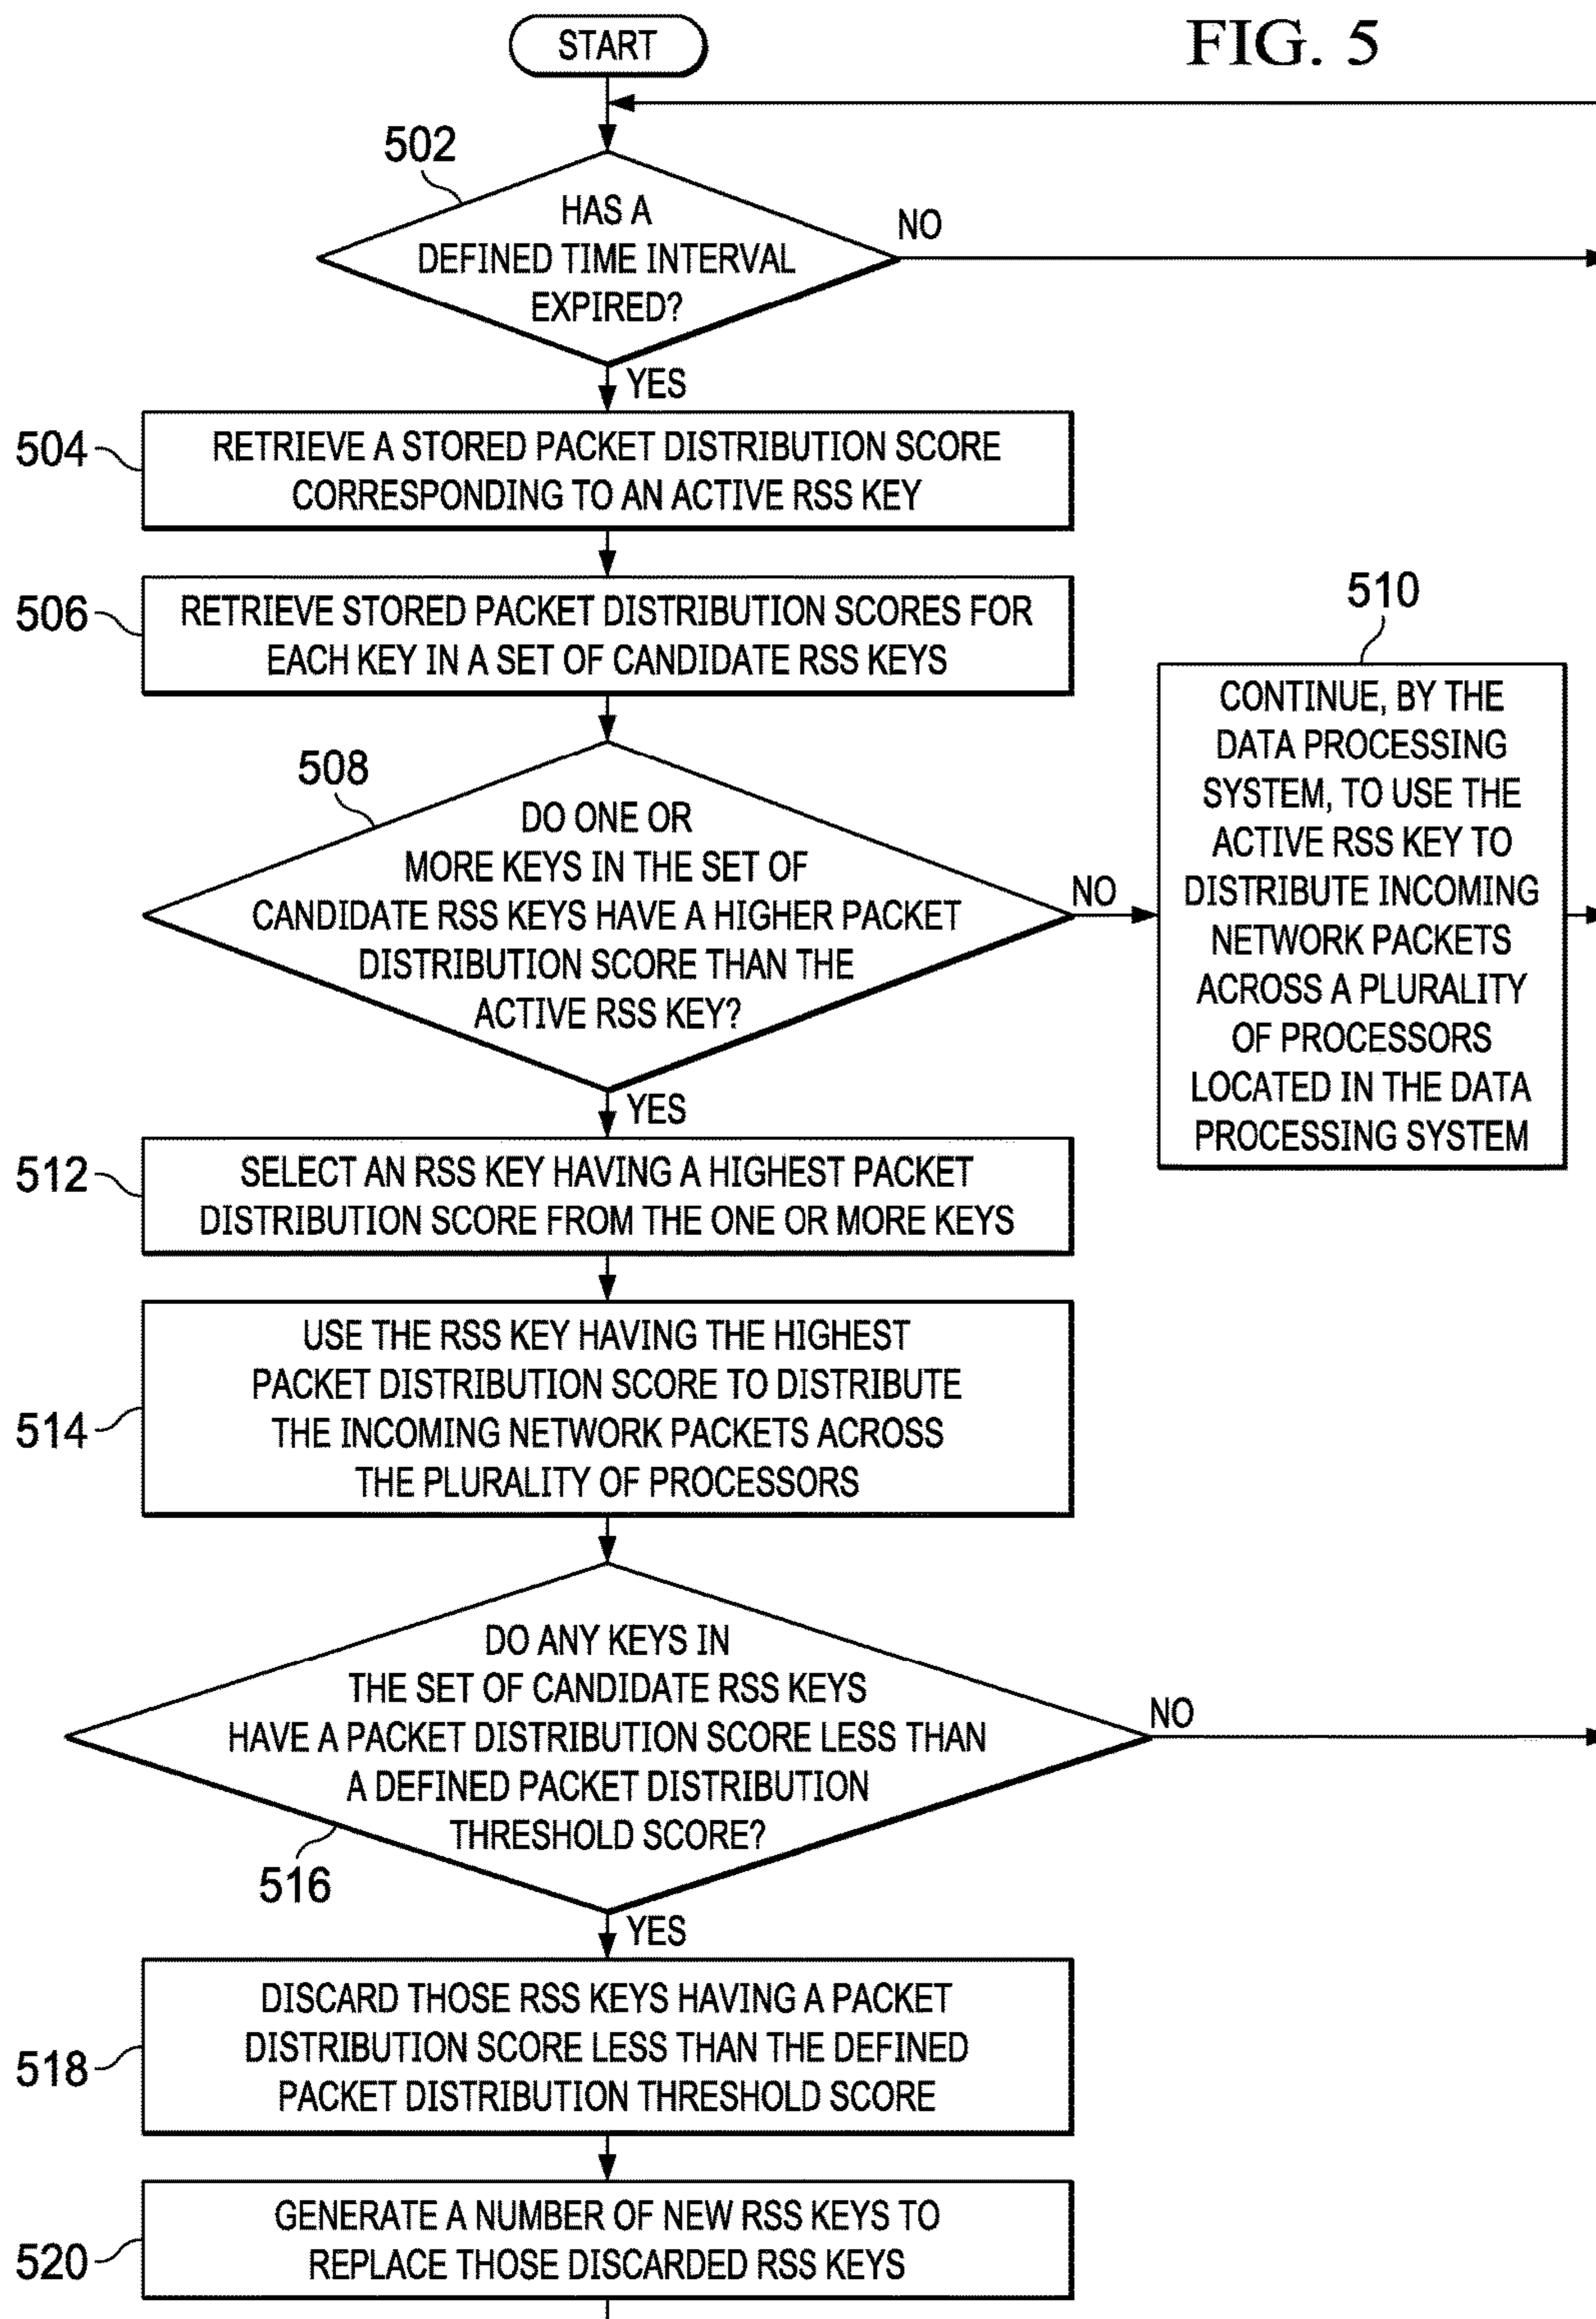 FIG. 5
START
502
HAS A
DEFINED TIME INTERVAL
EXPIRED?
NO
YES
504
RETRIEVE A STORED PACKET DISTRIBUTION SCORE
CORRESPONDING TO AN ACTIVE RSS KEY
506
RETRIEVE STORED PACKET DISTRIBUTION SCORES FOR
EACH KEY IN A SET OF CANDIDATE RSS KEYS
508
DO ONE OR
MORE KEYS IN THE SET OF
CANDIDATE RSS KEYS HAVE A HIGHER PACKET
DISTRIBUTION SCORE THAN THE
ACTIVE RSS KEY?
NO
510
CONTINUE, BY THE
DATA PROCESSING
SYSTEM, TO USE THE
ACTIVE RSS KEY TO
DISTRIBUTE INCOMING
NETWORK PACKETS
ACROSS A PLURALITY
OF PROCESSORS
LOCATED IN THE DATA
PROCESSING SYSTEM
YES
512
SELECT AN RSS KEY HAVING A HIGHEST PACKET
DISTRIBUTION SCORE FROM THE ONE OR MORE KEYS
514
USE THE RSS KEY HAVING THE HIGHEST
PACKET DISTRIBUTION SCORE TO DISTRIBUTE
THE INCOMING NETWORK PACKETS ACROSS
THE PLURALITY OF PROCESSORS
DO ANY KEYS IN
THE SET OF CANDIDATE RSS KEYS
HAVE A PACKET DISTRIBUTION SCORE LESS THAN
A DEFINED PACKET DISTRIBUTION
THRESHOLD SCORE?
NO
516
YES
518
DISCARD THOSE RSS KEYS HAVING A PACKET
DISTRIBUTION SCORE LESS THAN THE DEFINED
PACKET DISTRIBUTION THRESHOLD SCORE
520
GENERATE A NUMBER OF NEW RSS KEYS TO
REPLACE THOSE DISCARDED RSS KEYS